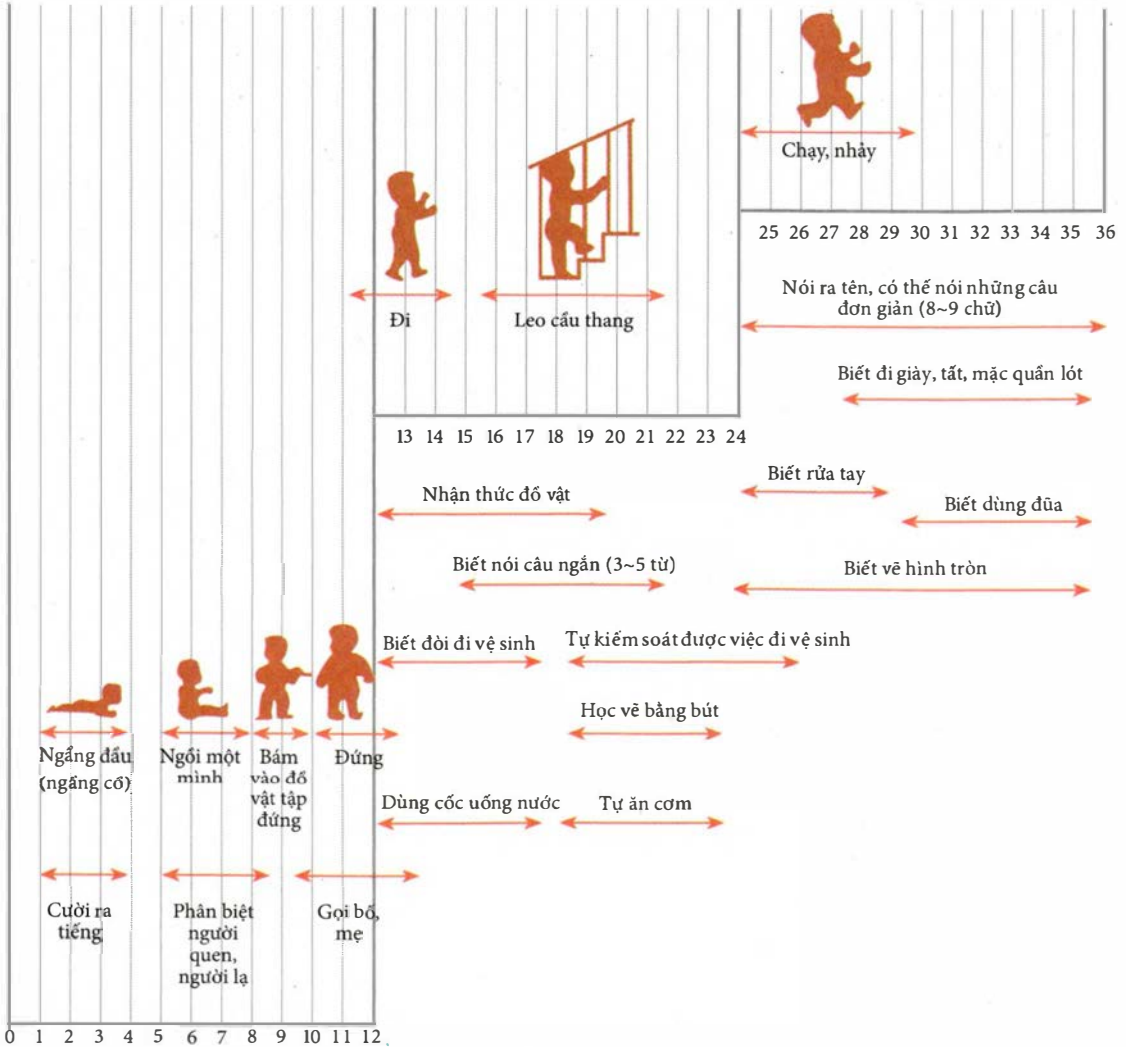 Chạy, nhảy
25 26 27 28 29 30 31 32 33 34 35 36
Nói ra tên, có thể nói những câu
đơn giản (8~9 chữ)
Đi
Leo cầu thang
Biết đi giày, tất, mặc quần lót
13 14 15 16 17 18 19 20 21 22 23 24
Biết rửa tay
Nhận thức đồ vật
Biết dùng đũa
Biết nói câu ngắn (3~5 từ)
Biết vẽ hình tròn
Biết đòi đi vệ sinh
Tự kiểm soát được việc đi vệ sinh
Học vẽ bằng bút
Ngẩng đầu
(ngẩng cổ)
Ngồi một
mình
Bám
vào đồ
vật tập
đứng
Đứng
Dùng cốc uống nước
Tự ăn cơm
Cười ra
tiếng
Phân biệt
người
quen,
người lạ
Gọi bố,
mẹ
0 1 2 3 4 5 6 7 8 9 10 11 12